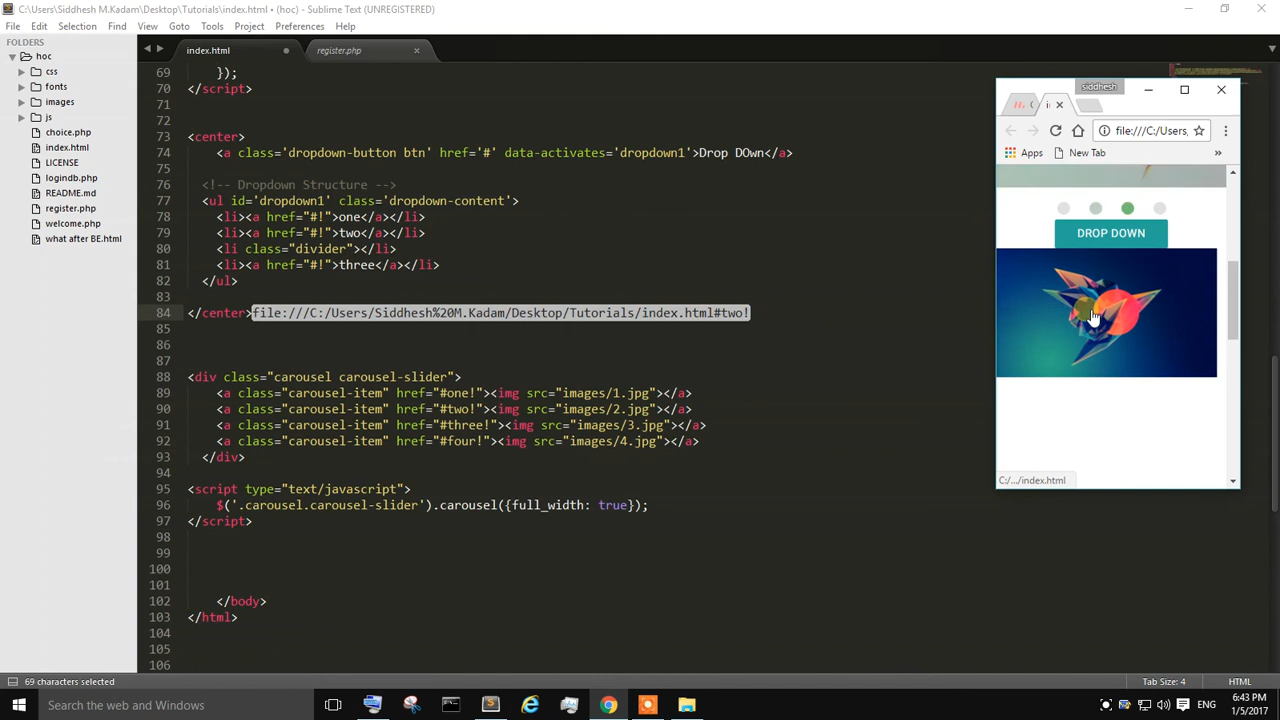 C:\Users\Siddhesh M.Kadam\Desktop\Tutorials\index.html • (hoc) - Sublime Text (UNREGISTERED)
File Edit Selection Find View Goto Tools Project Preferences Help
FOLDERS
hoc
css
fonts
images
js
choice.php
index.html
LICENSE
logindb.php
README.md
register.php
welcome.php
what after BE.html
index.html
register.php
69 });
70 </script>
71
72
73 <center>
74 <a class='dropdown-button btn' href='#' data-activates='dropdown1'>Drop DOwn</a>
75
76 <!-- Dropdown Structure -->
77 <ul id='dropdown1' class='dropdown-content'>
78 <li><a href="#!">one</a></li>
79 <li><a href="#!">two</a></li>
80 <li class="divider"></li>
81 <li><a href="#!">three</a></li>
82 </ul>
83
84 </center>file:///C:/Users/Siddhesh%20M.Kadam/Desktop/Tutorials/index.html#two!
85
86
87
88 <div class="carousel carousel-slider">
89 <a class="carousel-item" href="#one!"><img src="images/1.jpg"></a>
90 <a class="carousel-item" href="#two!"><img src="images/2.jpg"></a>
91 <a class="carousel-item" href="#three!"><img src="images/3.jpg"></a>
92 <a class="carousel-item" href="#four!"><img src="images/4.jpg"></a>
93 </div>
94
95 <script type="text/javascript">
96 $('.carousel.carousel-slider').carousel({full_width: true});
97 </script>
98
99
100
101
102 </body>
103 </html>
104
105
106
siddhesh
file:///C:/Users,
Apps New Tab »
DROP DOWN
C:/.../index.html
69 characters selected
Tab Size: 4
HTML
Search the web and Windows
ENG
6:43 PM
1/5/2017